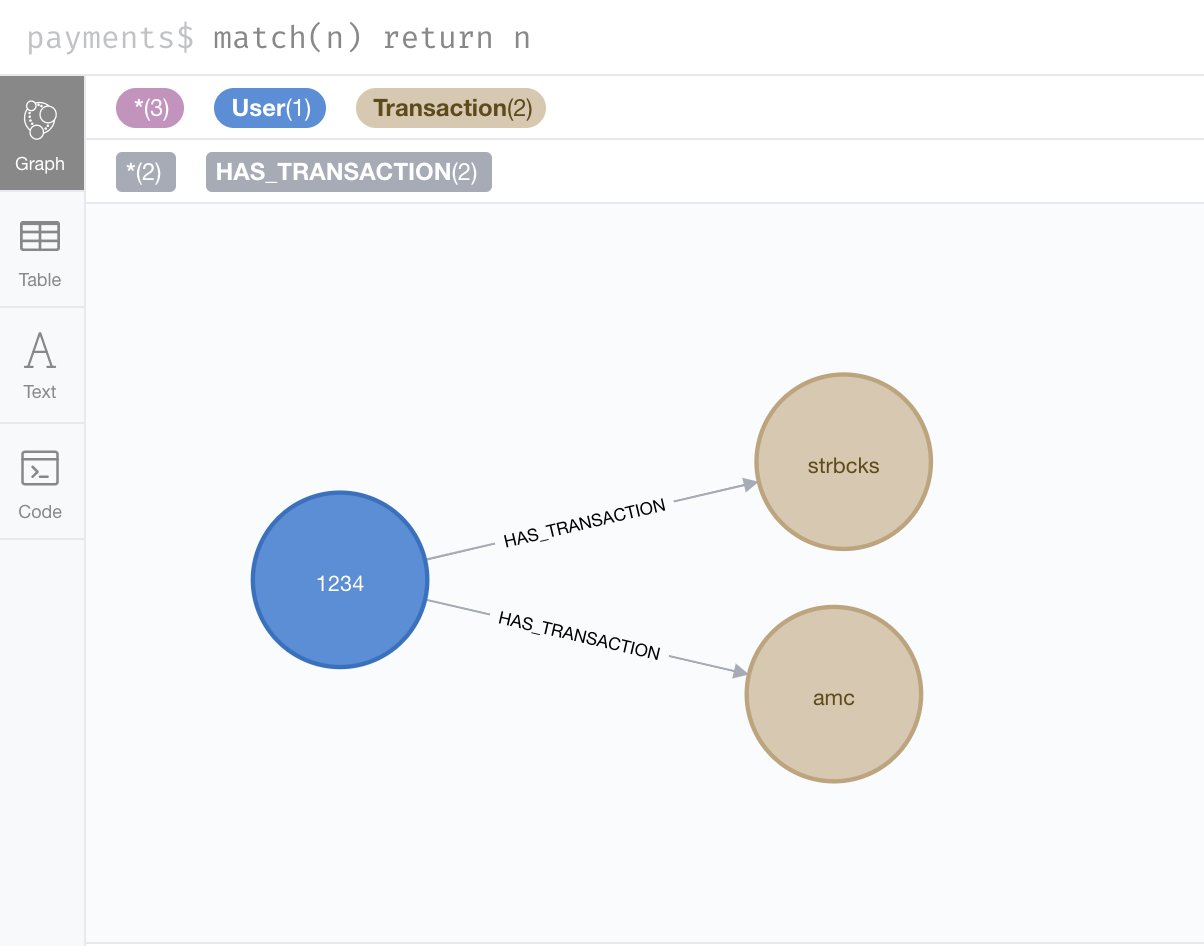 payments$ match(n) return n
*(3) User(1) Transaction(2)
Graph
*(2) HAS_TRANSACTION(2)
Table
Text
Code
strbcks
HAS_TRANSACTION
1234
HAS_TRANSACTION
amc